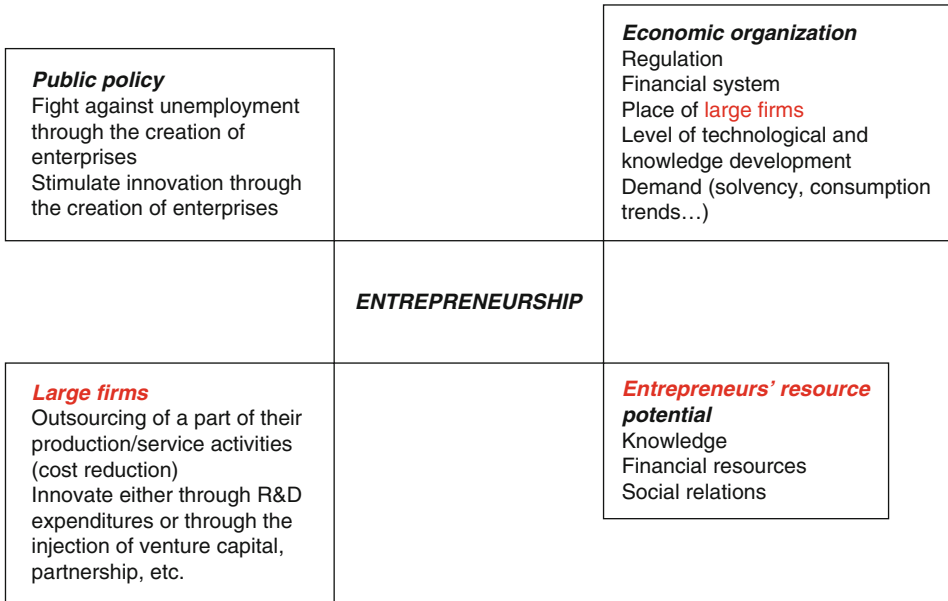 Public policy
Fight against unemployment
through the creation of
enterprises
Stimulate innovation through
the creation of enterprises
Economic organization
Regulation
Financial system
Place of large firms
Level of technological and
knowledge development
Demand (solvency, consumption
trends…)
ENTREPRENEURSHIP
Large firms
Outsourcing of a part of their
production/service activities
(cost reduction)
Innovate either through R&D
expenditures or through the
injection of venture capital,
partnership, etc.
Entrepreneurs’ resource
potential
Knowledge
Financial resources
Social relations